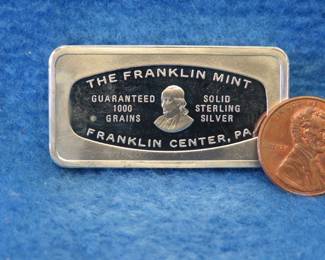 THE FRANKLIN MINT
GUARANTEED
1000
GRAINS
SOLID
STERLING
SILVER
FRANKLIN CENTER, PA.